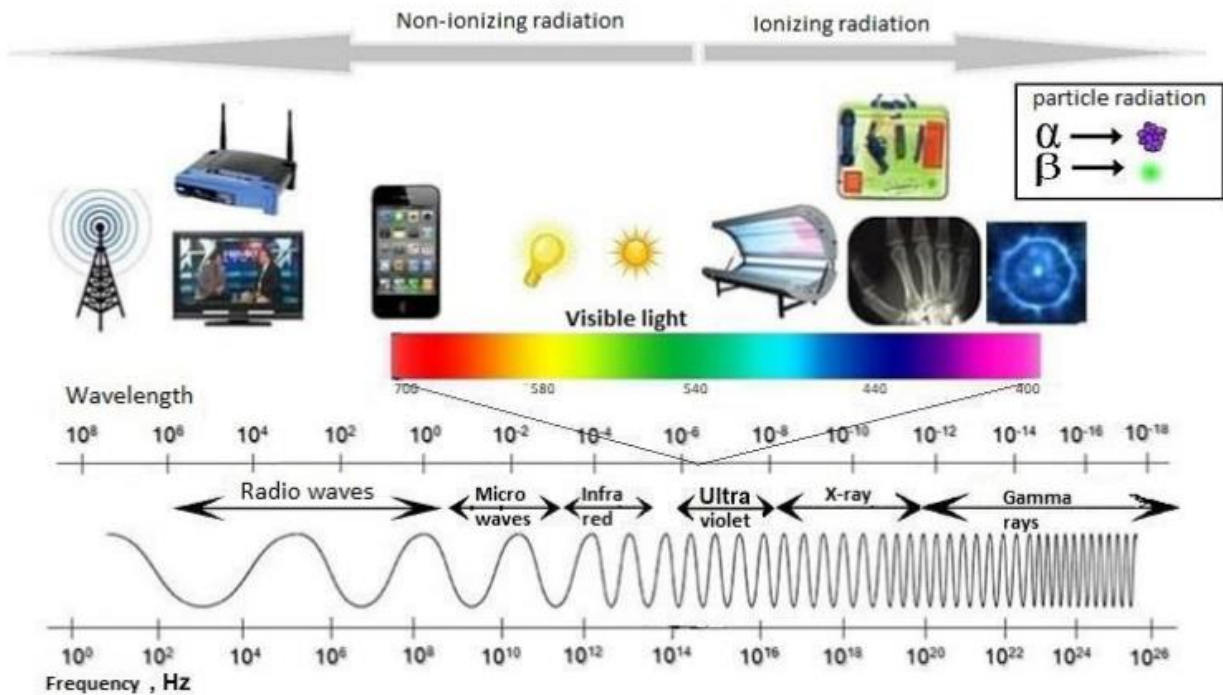 Non-ionizing radiation
Ionizing radiation
particle radiation
α
β
Visible light
700 580 540 440 400
Wavelength
10⁸ 10⁶ 10⁴ 10² 10⁰ 10⁻² 10⁻⁴ 10⁻⁶ 10⁻⁸ 10⁻¹⁰ 10⁻¹² 10⁻¹⁴ 10⁻¹⁶ 10⁻¹⁸
Radio waves
Micro
waves
Infra
red
Ultra
violet
X-ray
Gamma
rays
10⁰ 10² 10⁴ 10⁶ 10⁸ 10¹⁰ 10¹² 10¹⁴ 10¹⁶ 10¹⁸ 10²⁰ 10²² 10²⁴ 10²⁶
Frequency , Hz